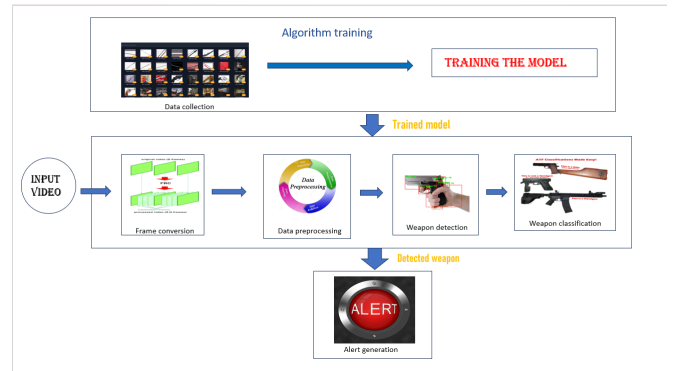 Algorithm training
TRAINING THE MODEL
Data collection
Trained model
INPUT
VIDEO
Data
Preprocessing
ALERT
Frame conversion
Data preprocessing
Weapon detection
Weapon classification
Detected weapon
Alert generation